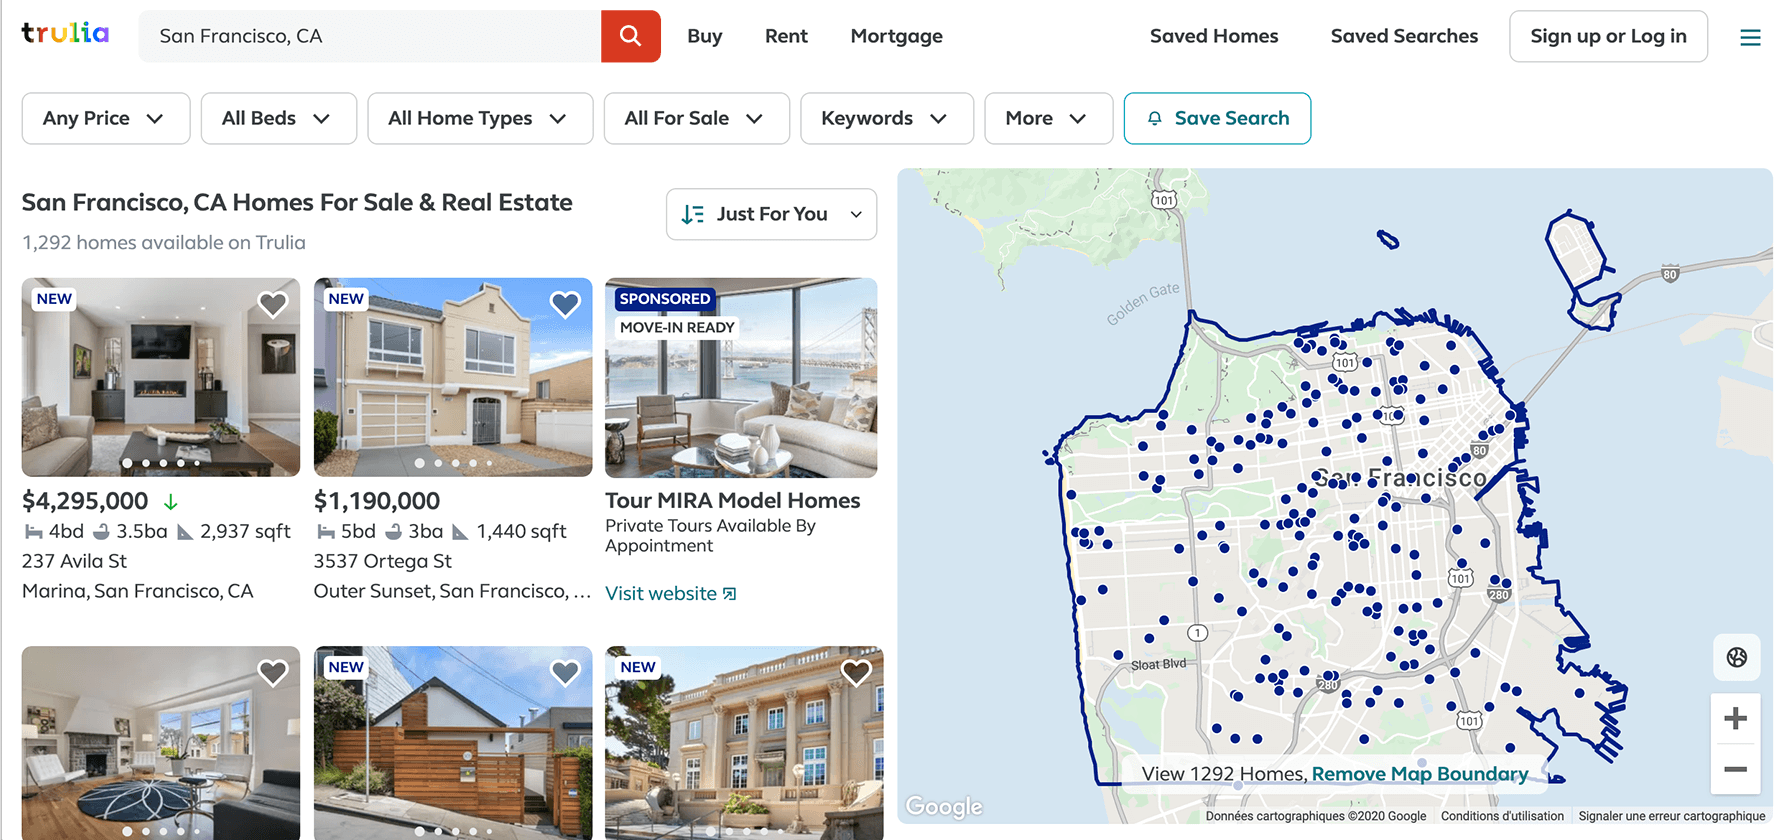 trulia
San Francisco, CA
Buy
Rent
Mortgage
Saved Homes
Saved Searches
Sign up or Log in
Any Price
All Beds
All Home Types
All For Sale
Keywords
More
Save Search
San Francisco, CA Homes For Sale & Real Estate
1,292 homes available on Trulia
Just For You
NEW
$4,295,000
4bd 3.5ba 2,937 sqft
237 Avila St
Marina, San Francisco, CA
NEW
$1,190,000
5bd 3ba 1,440 sqft
3537 Ortega St
Outer Sunset, San Francisco, ...
SPONSORED
MOVE-IN READY
Tour MIRA Model Homes
Private Tours Available By
Appointment
Visit website
NEW
NEW
101
80
Golden Gate
101
101
80
San Francisco
101
280
1
Sloat Blvd
280
101
View 1292 Homes, Remove Map Boundary
Google
Données cartographiques ©2020 Google
Conditions d'utilisation
Signaler une erreur cartographique